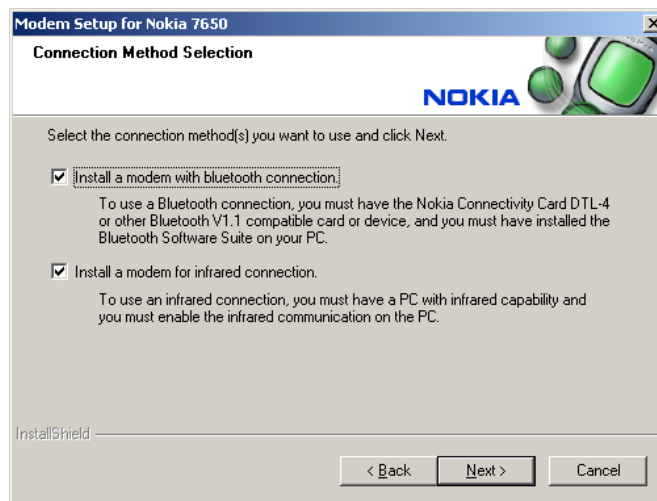 Modem Setup for Nokia 7650
Connection Method Selection
NOKIA
Select the connection method(s) you want to use and click Next.
Install a modem with bluetooth connection.
To use a Bluetooth connection, you must have the Nokia Connectivity Card DTL-4
or other Bluetooth V1.1 compatible card or device, and you must have installed the
Bluetooth Software Suite on your PC.
Install a modem for infrared connection.
To use an infrared connection, you must have a PC with infrared capability and
you must enable the infrared communication on the PC.
InstallShield
< Back Next > Cancel